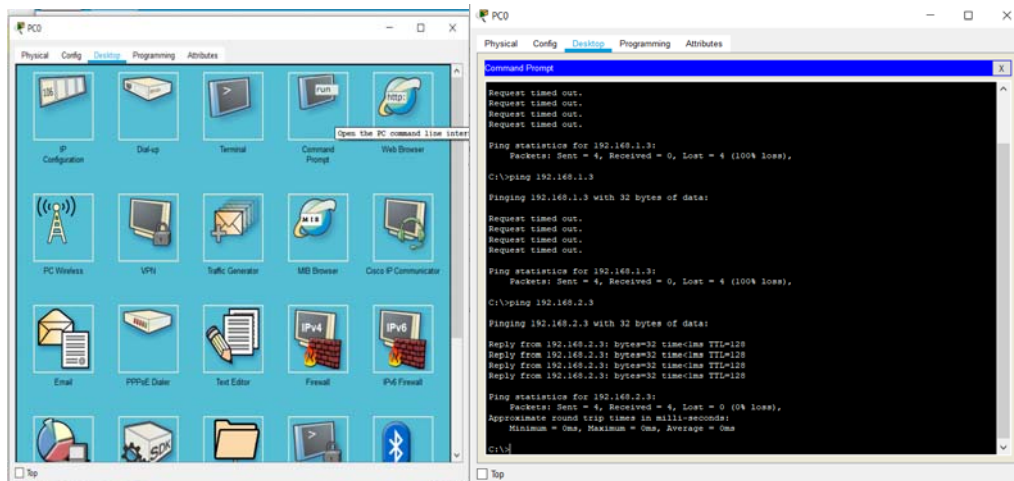 PC0
Physical Config Desktop Programming Attributes
106
run
http:
Open the PC command line inter
IP
Configuration
Dial-up
Terminal
Command
Prompt
Web Browser
MIB
PC Wireless
VPN
Traffic Generator
MIB Browser
Cisco IP Communicator
IPv4
IPv6
Email
PPPoE Dialer
Text Editor
Firewall
IPv6 Firewall
SDK
Top
PC0
Physical Config Desktop Programming Attributes
Command Prompt
X
Request timed out.
Request timed out.
Request timed out.
Request timed out.
Ping statistics for 192.168.1.3:
Packets: Sent = 4, Received = 0, Lost = 4 (100% loss),
C:\>ping 192.168.1.3
Pinging 192.168.1.3 with 32 bytes of data:
Request timed out.
Request timed out.
Request timed out.
Request timed out.
Ping statistics for 192.168.1.3:
Packets: Sent = 4, Received = 0, Lost = 4 (100% loss),
C:\>ping 192.168.2.3
Pinging 192.168.2.3 with 32 bytes of data:
Reply from 192.168.2.3: bytes=32 time<1ms TTL=128
Reply from 192.168.2.3: bytes=32 time<1ms TTL=128
Reply from 192.168.2.3: bytes=32 time<1ms TTL=128
Reply from 192.168.2.3: bytes=32 time<1ms TTL=128
Ping statistics for 192.168.2.3:
Packets: Sent = 4, Received = 4, Lost = 0 (0% loss),
Approximate round trip times in milli-seconds:
Minimum = 0ms, Maximum = 0ms, Average = 0ms
C:\>
Top